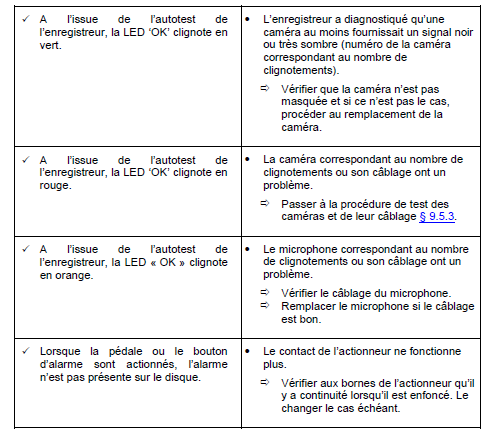 ✓ A l’issue de l’autotest de
l’enregistreur, la LED ‘OK’ clignote en
vert.
• L’enregistreur a diagnostiqué qu’une
caméra au moins fournissait un signal noir
ou très sombre (numéro de la caméra
correspondant au nombre de
clignotements).
⇨ Vérifier que la caméra n’est pas
masquée et si ce n’est pas le cas,
procéder au remplacement de la
caméra.
✓ A l’issue de l’autotest de
l’enregistreur, la LED ‘OK’ clignote en
rouge.
• La caméra correspondant au nombre de
clignotements ou son câblage ont un
problème.
⇨ Passer à la procédure de test des
caméras et de leur câblage § 9.5.3.
✓ A l’issue de l’autotest de
l’enregistreur, la LED « OK » clignote
en orange.
• Le microphone correspondant au nombre
de clignotements ou son câblage ont un
problème.
⇨ Vérifier le câblage du microphone.
⇨ Remplacer le microphone si le câblage
est bon.
✓ Lorsque la pédale ou le bouton
d’alarme sont actionnés, l’alarme
n’est pas présente sur le disque.
• Le contact de l’actionneur ne fonctionne
plus.
⇨ Vérifier aux bornes de l’actionneur qu’il
y a continuité lorsqu’il est enfoncé. Le
changer le cas échéant.